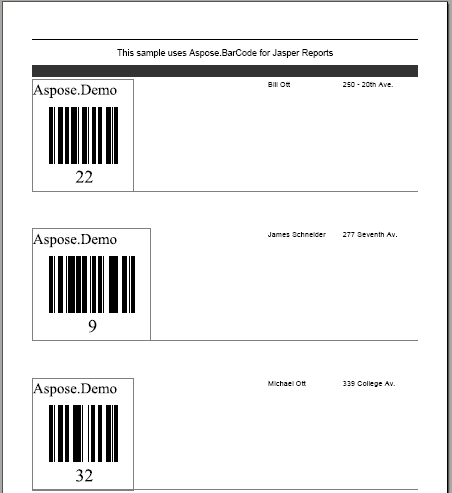 This sample uses Aspose.BarCode for Jasper Reports
Aspose.Demo
Bill Ott 250 - 20th Ave.
22
Aspose.Demo
James Schneider 277 Seventh Av.
9
Aspose.Demo
Michael Ott 339 College Av.
32